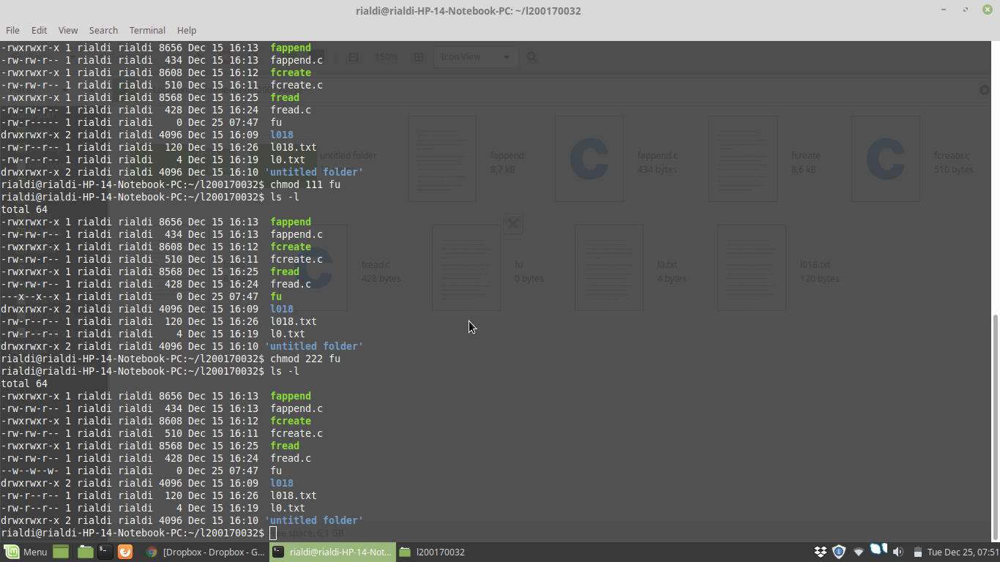 rialdi@rialdi-HP-14-Notebook-PC: ~/l200170032
File Edit View Search Terminal Help
-rwxrwxr-x 1 rialdi rialdi 8656 Dec 15 16:13 fappend
-rw-rw-r-- 1 rialdi rialdi 434 Dec 15 16:13 fappend.c
-rwxrwxr-x 1 rialdi rialdi 8608 Dec 15 16:12 fcreate
-rw-rw-r-- 1 rialdi rialdi 510 Dec 15 16:11 fcreate.c
-rwxrwxr-x 1 rialdi rialdi 8568 Dec 15 16:25 fread
-rw-rw-r-- 1 rialdi rialdi 428 Dec 15 16:24 fread.c
-rw-r----- 1 rialdi rialdi 0 Dec 25 07:47 fu
drwxrwxr-x 2 rialdi rialdi 4096 Dec 15 16:09 l018
-rw-r--r-- 1 rialdi rialdi 120 Dec 15 16:26 l018.txt
-rw-r--r-- 1 rialdi rialdi 4 Dec 15 16:19 l0.txt
drwxrwxr-x 2 rialdi rialdi 4096 Dec 15 16:10 'untitled folder'
rialdi@rialdi-HP-14-Notebook-PC:~/l200170032$ chmod 111 fu
rialdi@rialdi-HP-14-Notebook-PC:~/l200170032$ ls -l
total 64
-rwxrwxr-x 1 rialdi rialdi 8656 Dec 15 16:13 fappend
-rw-rw-r-- 1 rialdi rialdi 434 Dec 15 16:13 fappend.c
-rwxrwxr-x 1 rialdi rialdi 8608 Dec 15 16:12 fcreate
-rw-rw-r-- 1 rialdi rialdi 510 Dec 15 16:11 fcreate.c
-rwxrwxr-x 1 rialdi rialdi 8568 Dec 15 16:25 fread
-rw-rw-r-- 1 rialdi rialdi 428 Dec 15 16:24 fread.c
---x--x--x 1 rialdi rialdi 0 Dec 25 07:47 fu
drwxrwxr-x 2 rialdi rialdi 4096 Dec 15 16:09 l018
-rw-r--r-- 1 rialdi rialdi 120 Dec 15 16:26 l018.txt
-rw-r--r-- 1 rialdi rialdi 4 Dec 15 16:19 l0.txt
drwxrwxr-x 2 rialdi rialdi 4096 Dec 15 16:10 'untitled folder'
rialdi@rialdi-HP-14-Notebook-PC:~/l200170032$ chmod 222 fu
rialdi@rialdi-HP-14-Notebook-PC:~/l200170032$ ls -l
total 64
-rwxrwxr-x 1 rialdi rialdi 8656 Dec 15 16:13 fappend
-rw-rw-r-- 1 rialdi rialdi 434 Dec 15 16:13 fappend.c
-rwxrwxr-x 1 rialdi rialdi 8608 Dec 15 16:12 fcreate
-rw-rw-r-- 1 rialdi rialdi 510 Dec 15 16:11 fcreate.c
-rwxrwxr-x 1 rialdi rialdi 8568 Dec 15 16:25 fread
-rw-rw-r-- 1 rialdi rialdi 428 Dec 15 16:24 fread.c
--w--w--w- 1 rialdi rialdi 0 Dec 25 07:47 fu
drwxrwxr-x 2 rialdi rialdi 4096 Dec 15 16:09 l018
-rw-r--r-- 1 rialdi rialdi 120 Dec 15 16:26 l018.txt
-rw-r--r-- 1 rialdi rialdi 4 Dec 15 16:19 l0.txt
drwxrwxr-x 2 rialdi rialdi 4096 Dec 15 16:10 'untitled folder'
rialdi@rialdi-HP-14-Notebook-PC:~/l200170032$
150% Icon View
untitled folder
fappend
8,7 kB
fappend.c
434 bytes
fcreate
8,6 kB
fcreate.c
510 bytes
fread.c
428 bytes
fu
0 bytes
l0.txt
4 bytes
l018.txt
120 bytes
space: 6,1 GB
Menu [Dropbox - Dropbox - G... rialdi@rialdi-HP-14-Not... l200170032 Tue Dec 25, 07:51